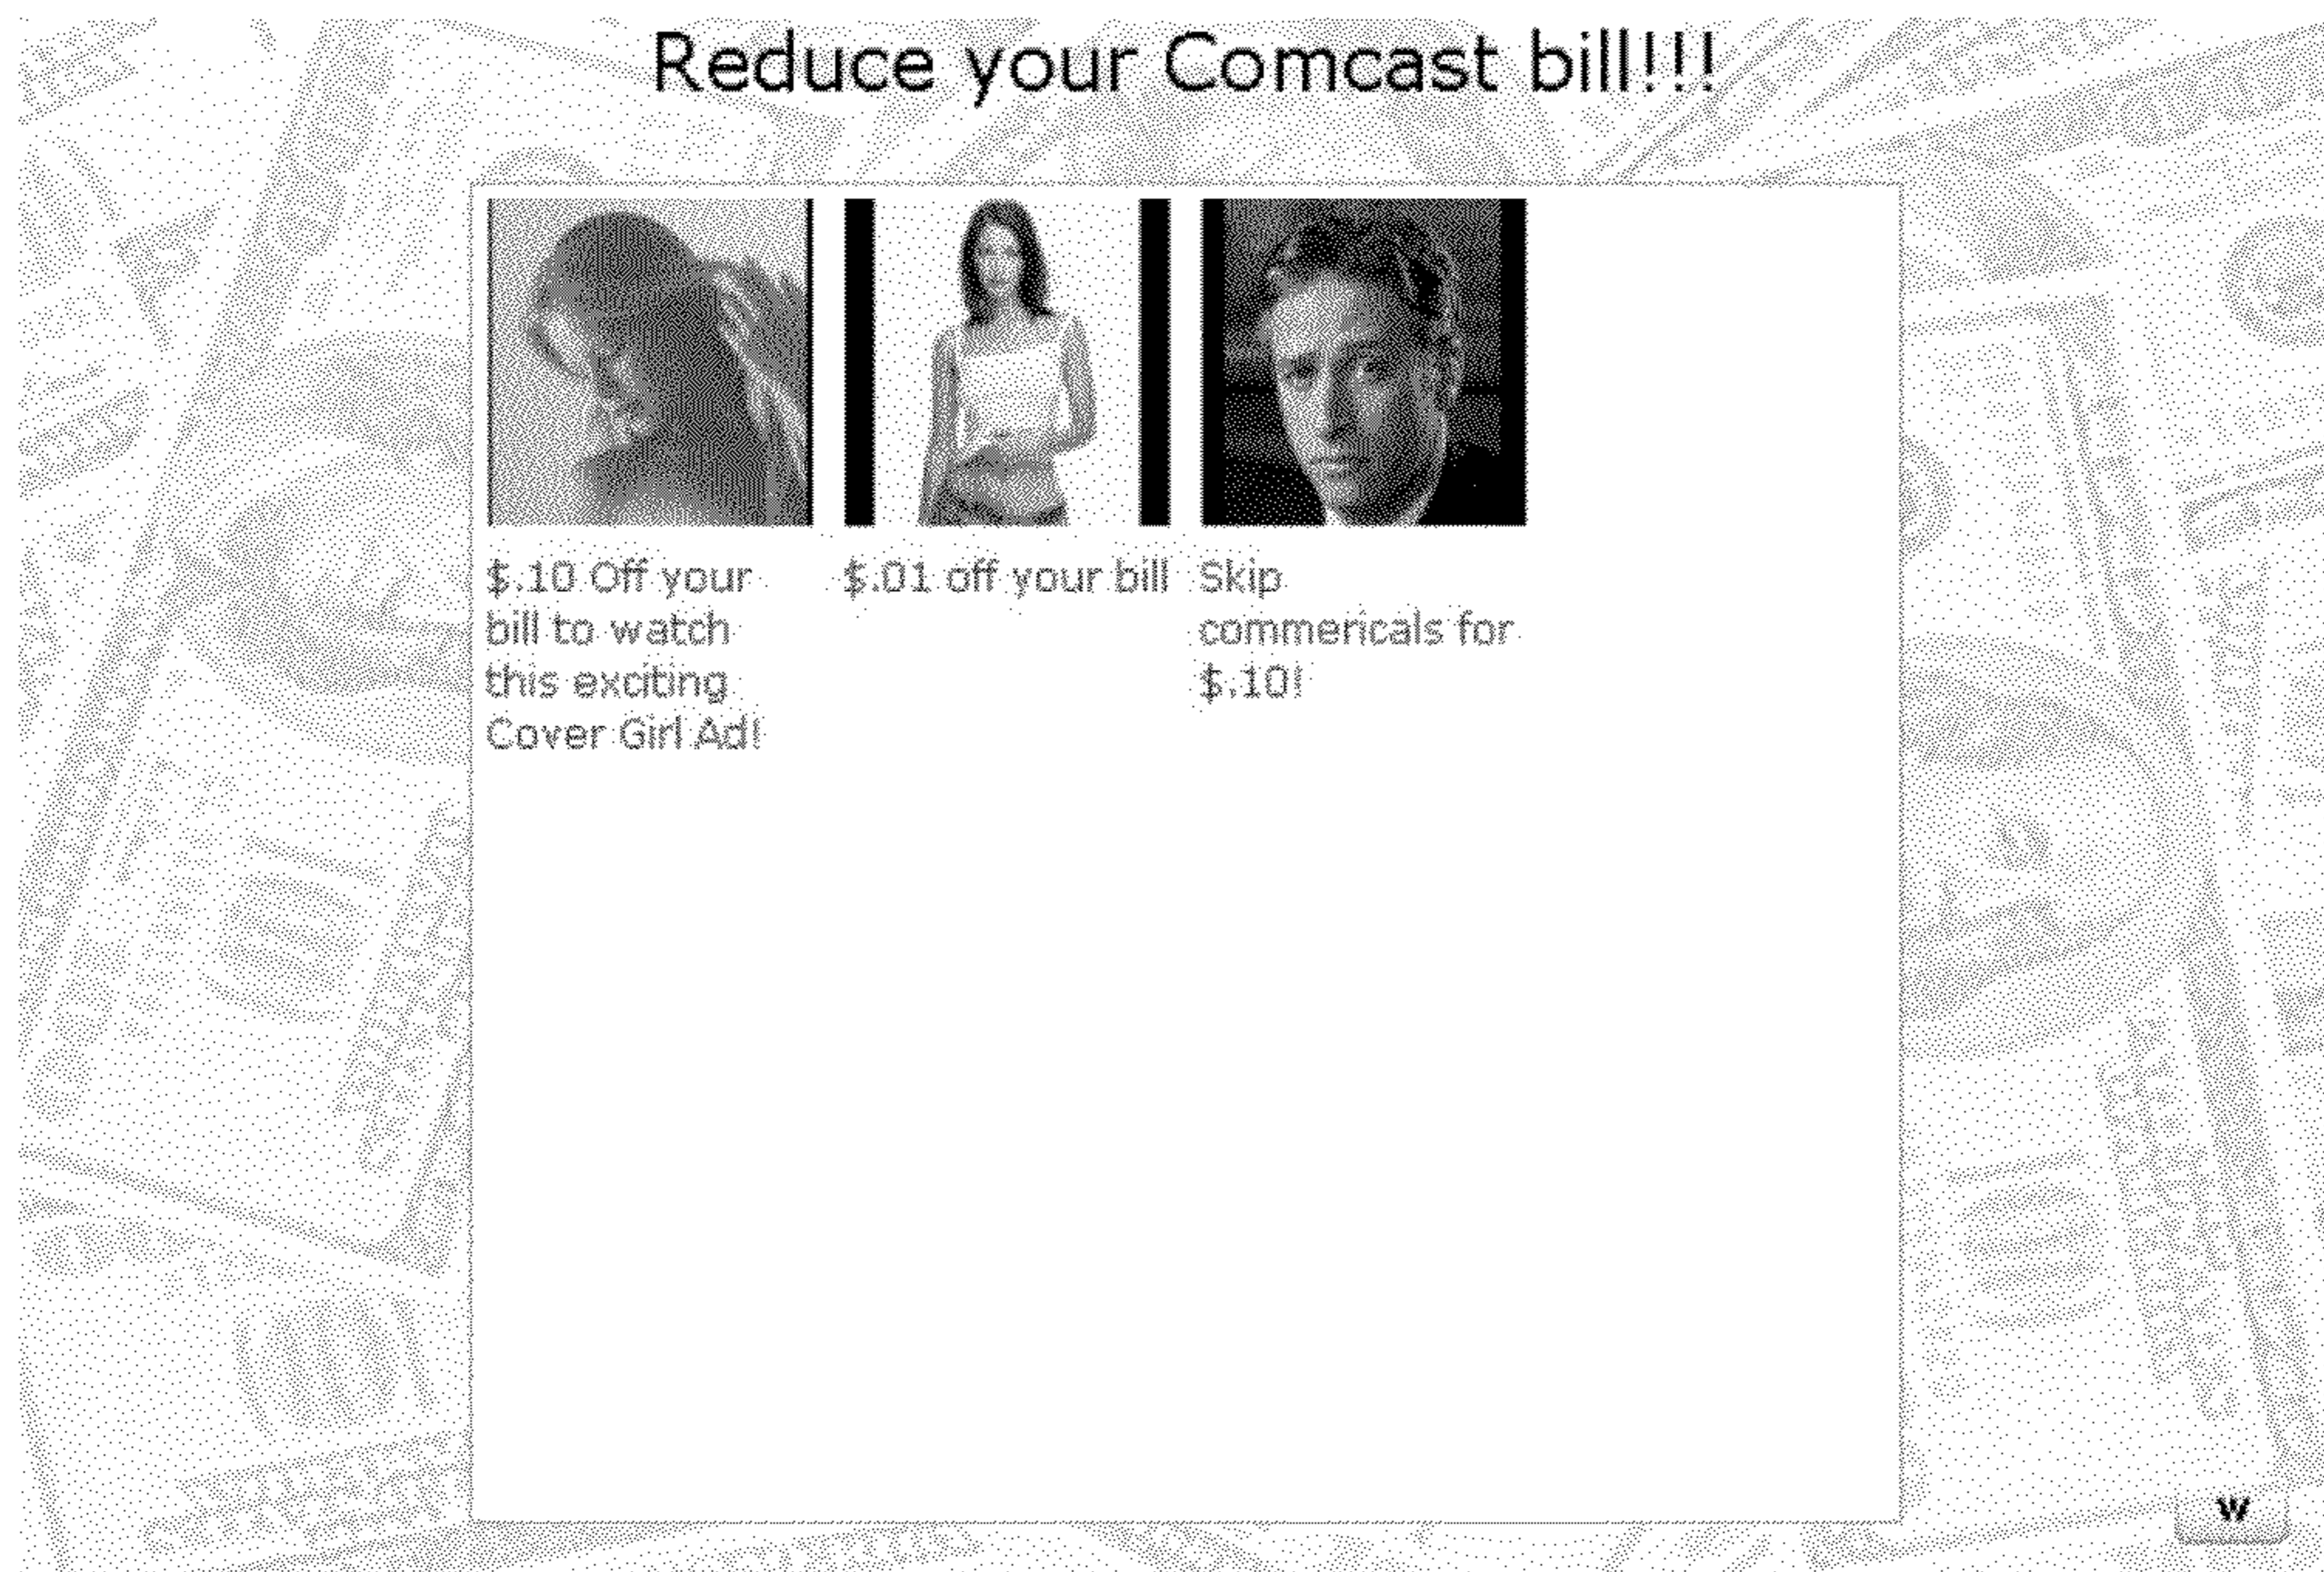 Reduce your Comcast bill!!!
$.10 Off your
bill to watch
this exciting
Cover Girl Ad!
$.01 off your bill
Skip
commericals for
$.10!
W